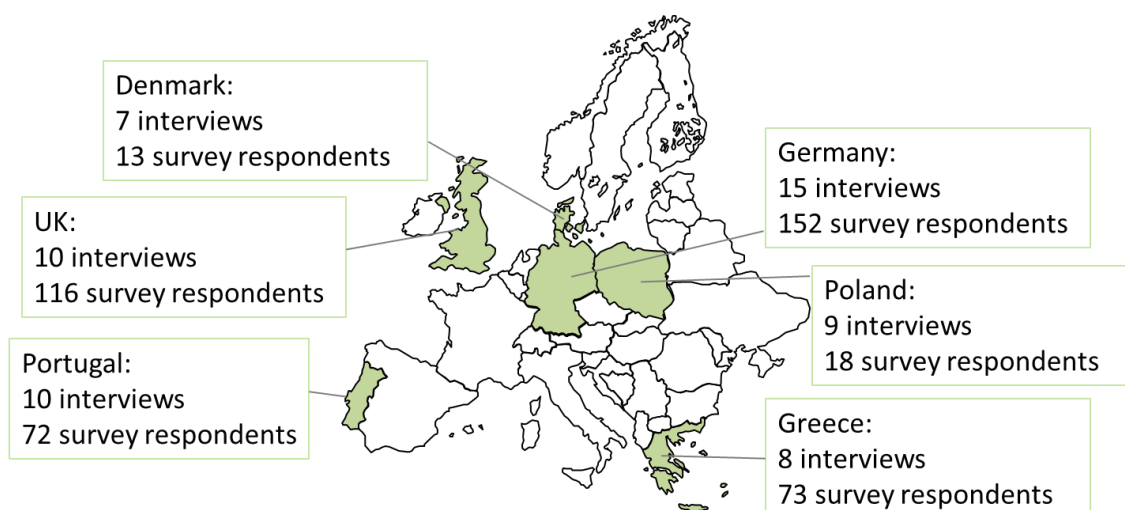 Denmark:
7 interviews
13 survey respondents
UK:
10 interviews
116 survey respondents
Portugal:
10 interviews
72 survey respondents
Germany:
15 interviews
152 survey respondents
Poland:
9 interviews
18 survey respondents
Greece:
8 interviews
73 survey respondents